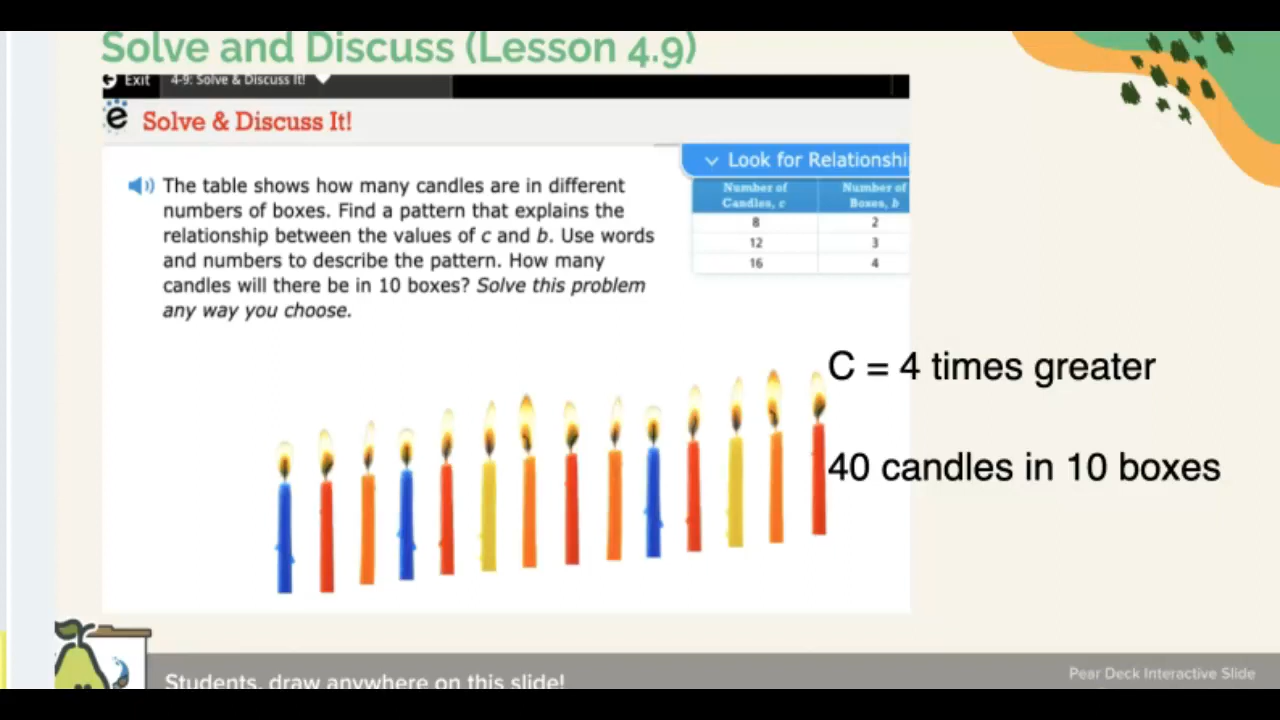 Solve and Discuss (Lesson 4.9)
Exit 4-9: Solve & Discuss It!
e Solve & Discuss It!
The table shows how many candles are in different
numbers of boxes. Find a pattern that explains the
relationship between the values of c and b. Use words
and numbers to describe the pattern. How many
candles will there be in 10 boxes? Solve this problem
any way you choose.
Look for Relationshi
Number of Candles, c Number of Boxes, b
8 2
12 3
16 4
C = 4 times greater
40 candles in 10 boxes
Students, draw anywhere on this slide!
Pear Deck Interactive Slide